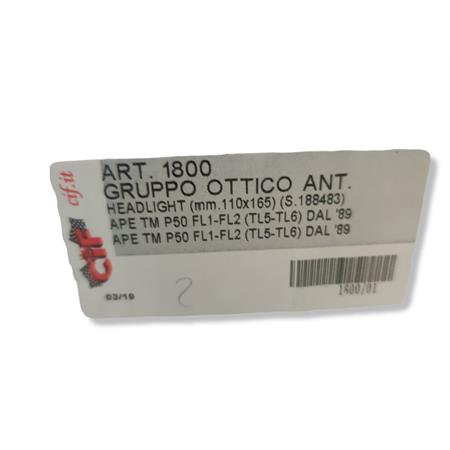 ART. 1800
GRUPPO OTTICO ANT.
HEADLIGHT (mm.110x165) (S.188483)
APE TM P50 FL1-FL2 (TL5-TL6) DAL '89
APE TM P50 FL1-FL2 (TL5-TL6) DAL '89
cif.it
CIF
03/19
2
1800/01